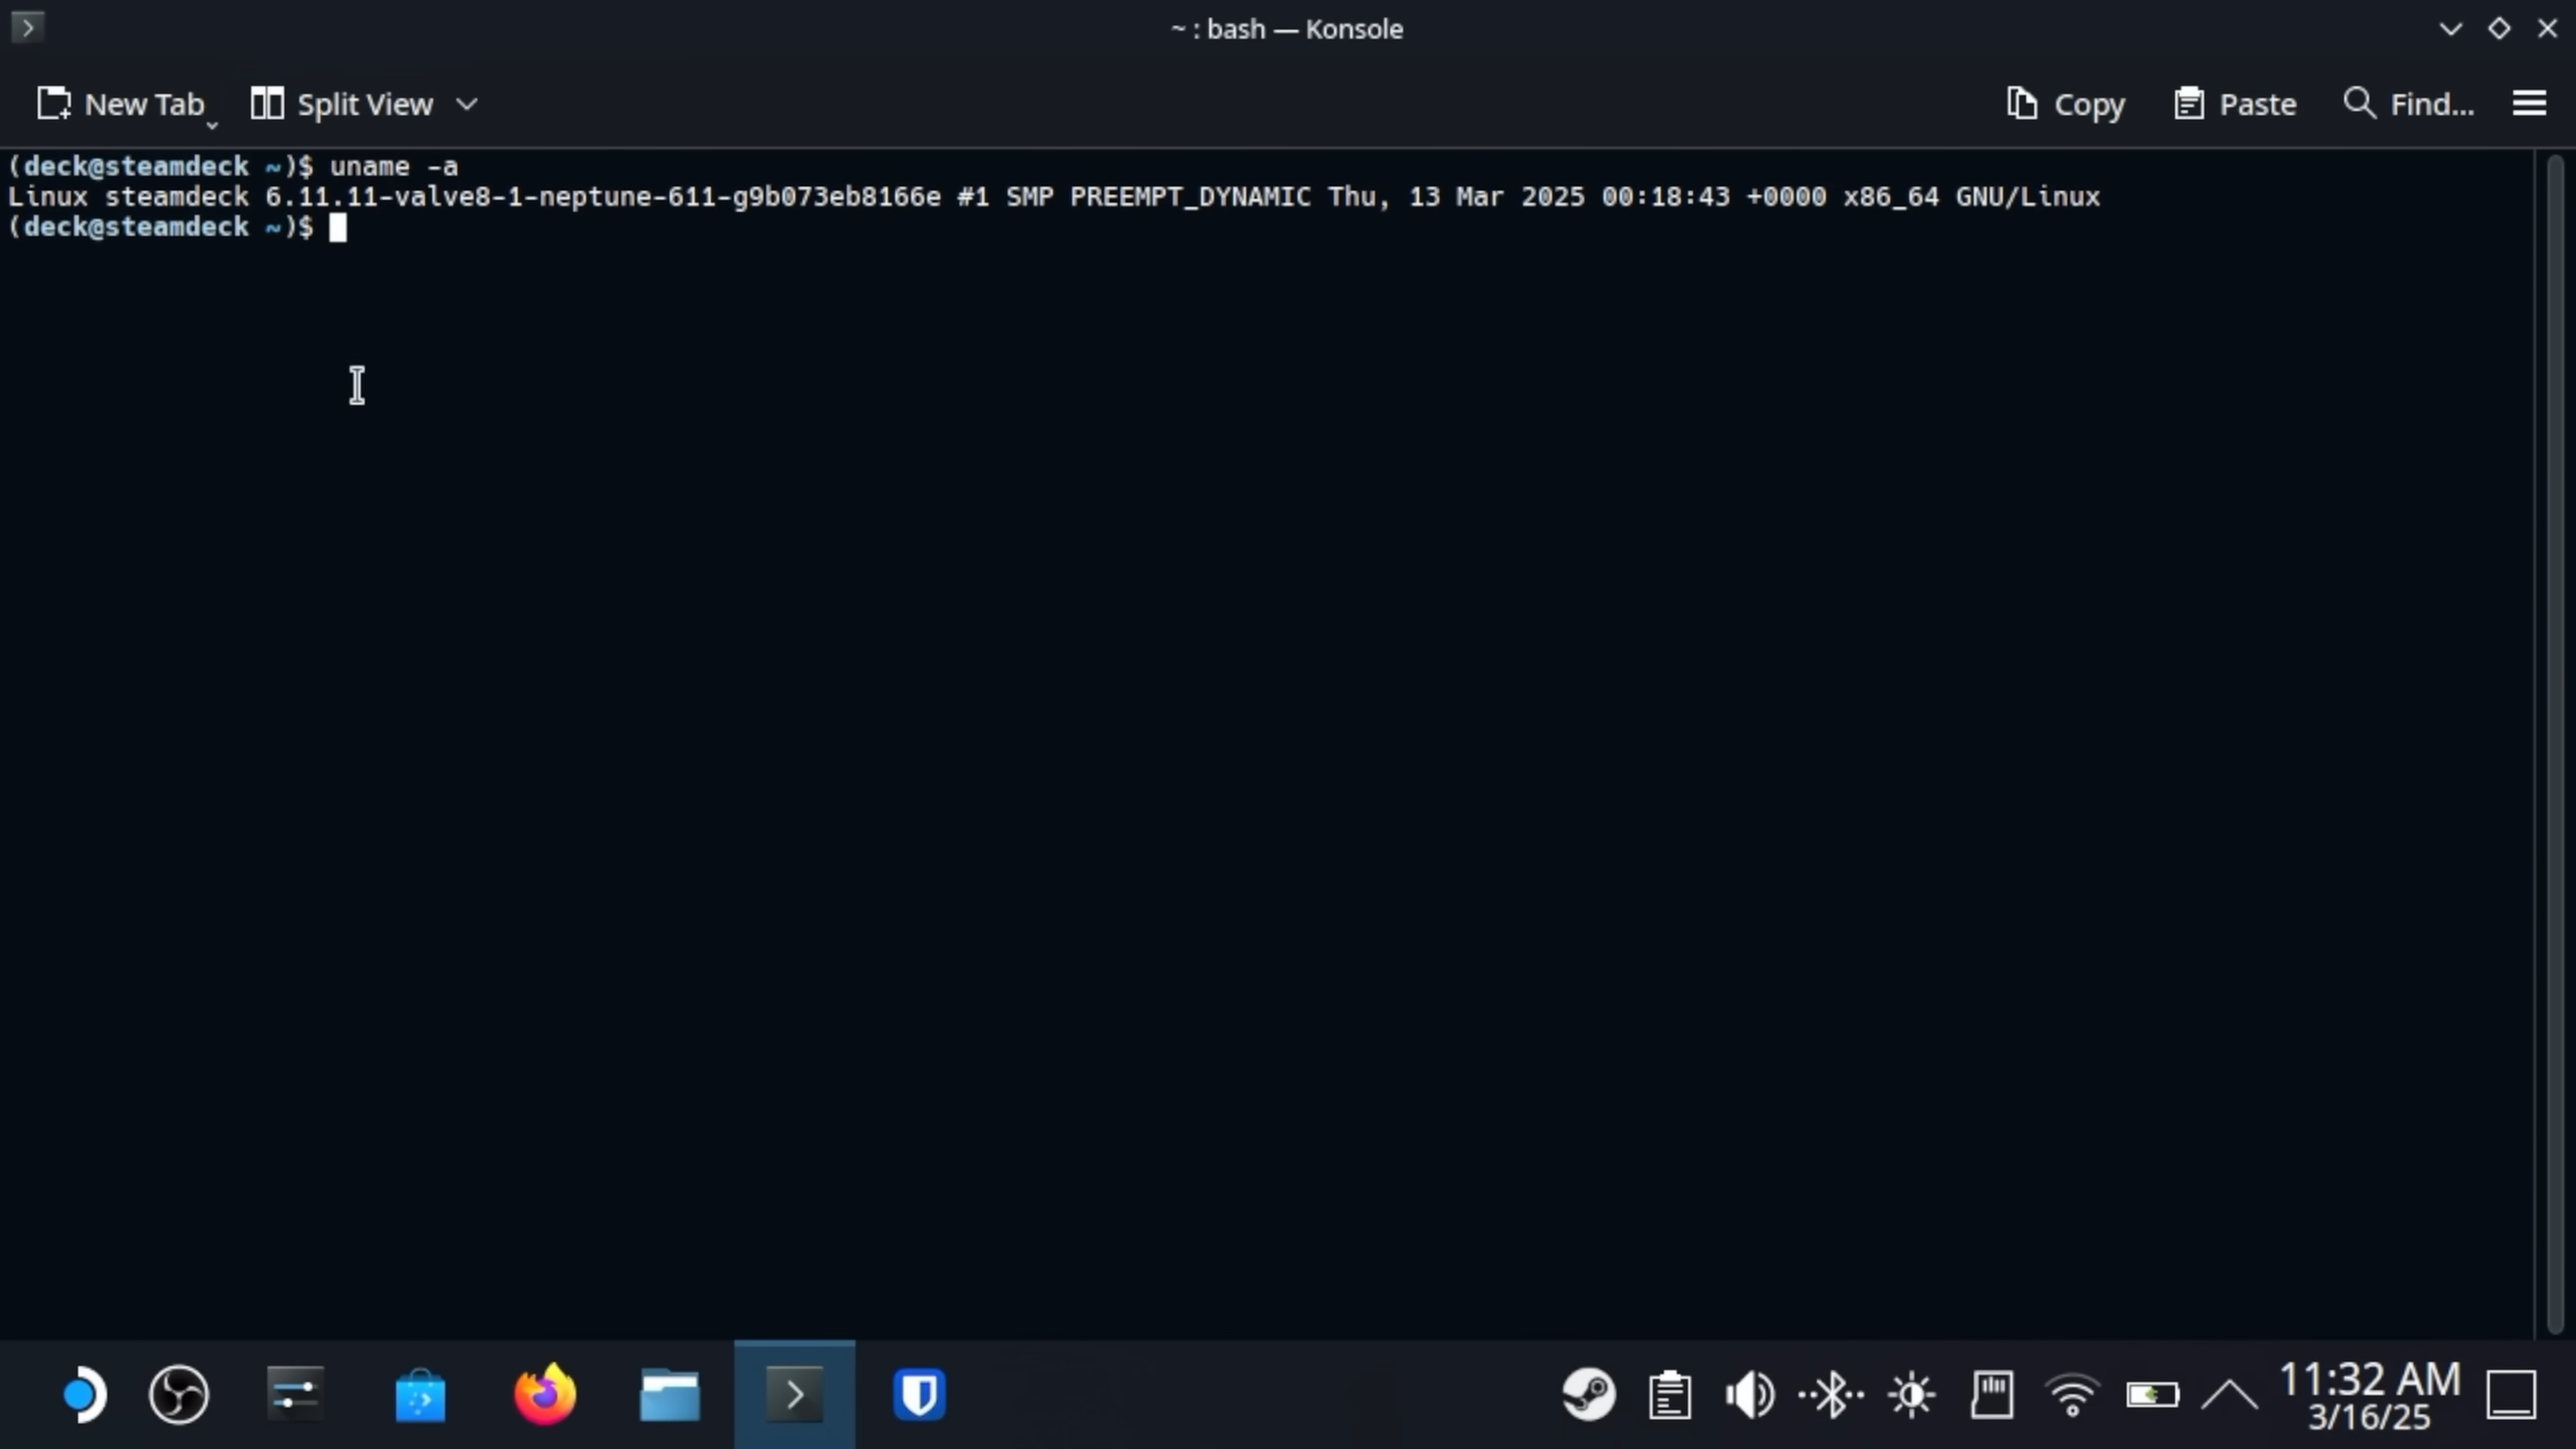 ~ : bash — Konsole
New Tab
Split View
Copy
Paste
Find...
(deck@steamdeck ~)$ uname -a
Linux steamdeck 6.11.11-valve8-1-neptune-611-g9b073eb8166e #1 SMP PREEMPT_DYNAMIC Thu, 13 Mar 2025 00:18:43 +0000 x86_64 GNU/Linux
(deck@steamdeck ~)$
11:32 AM
3/16/25